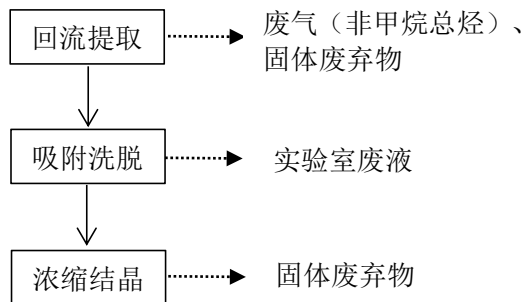 回流提取
废气（非甲烷总烃）、
固体废弃物
吸附洗脱
实验室废液
浓缩结晶
固体废弃物